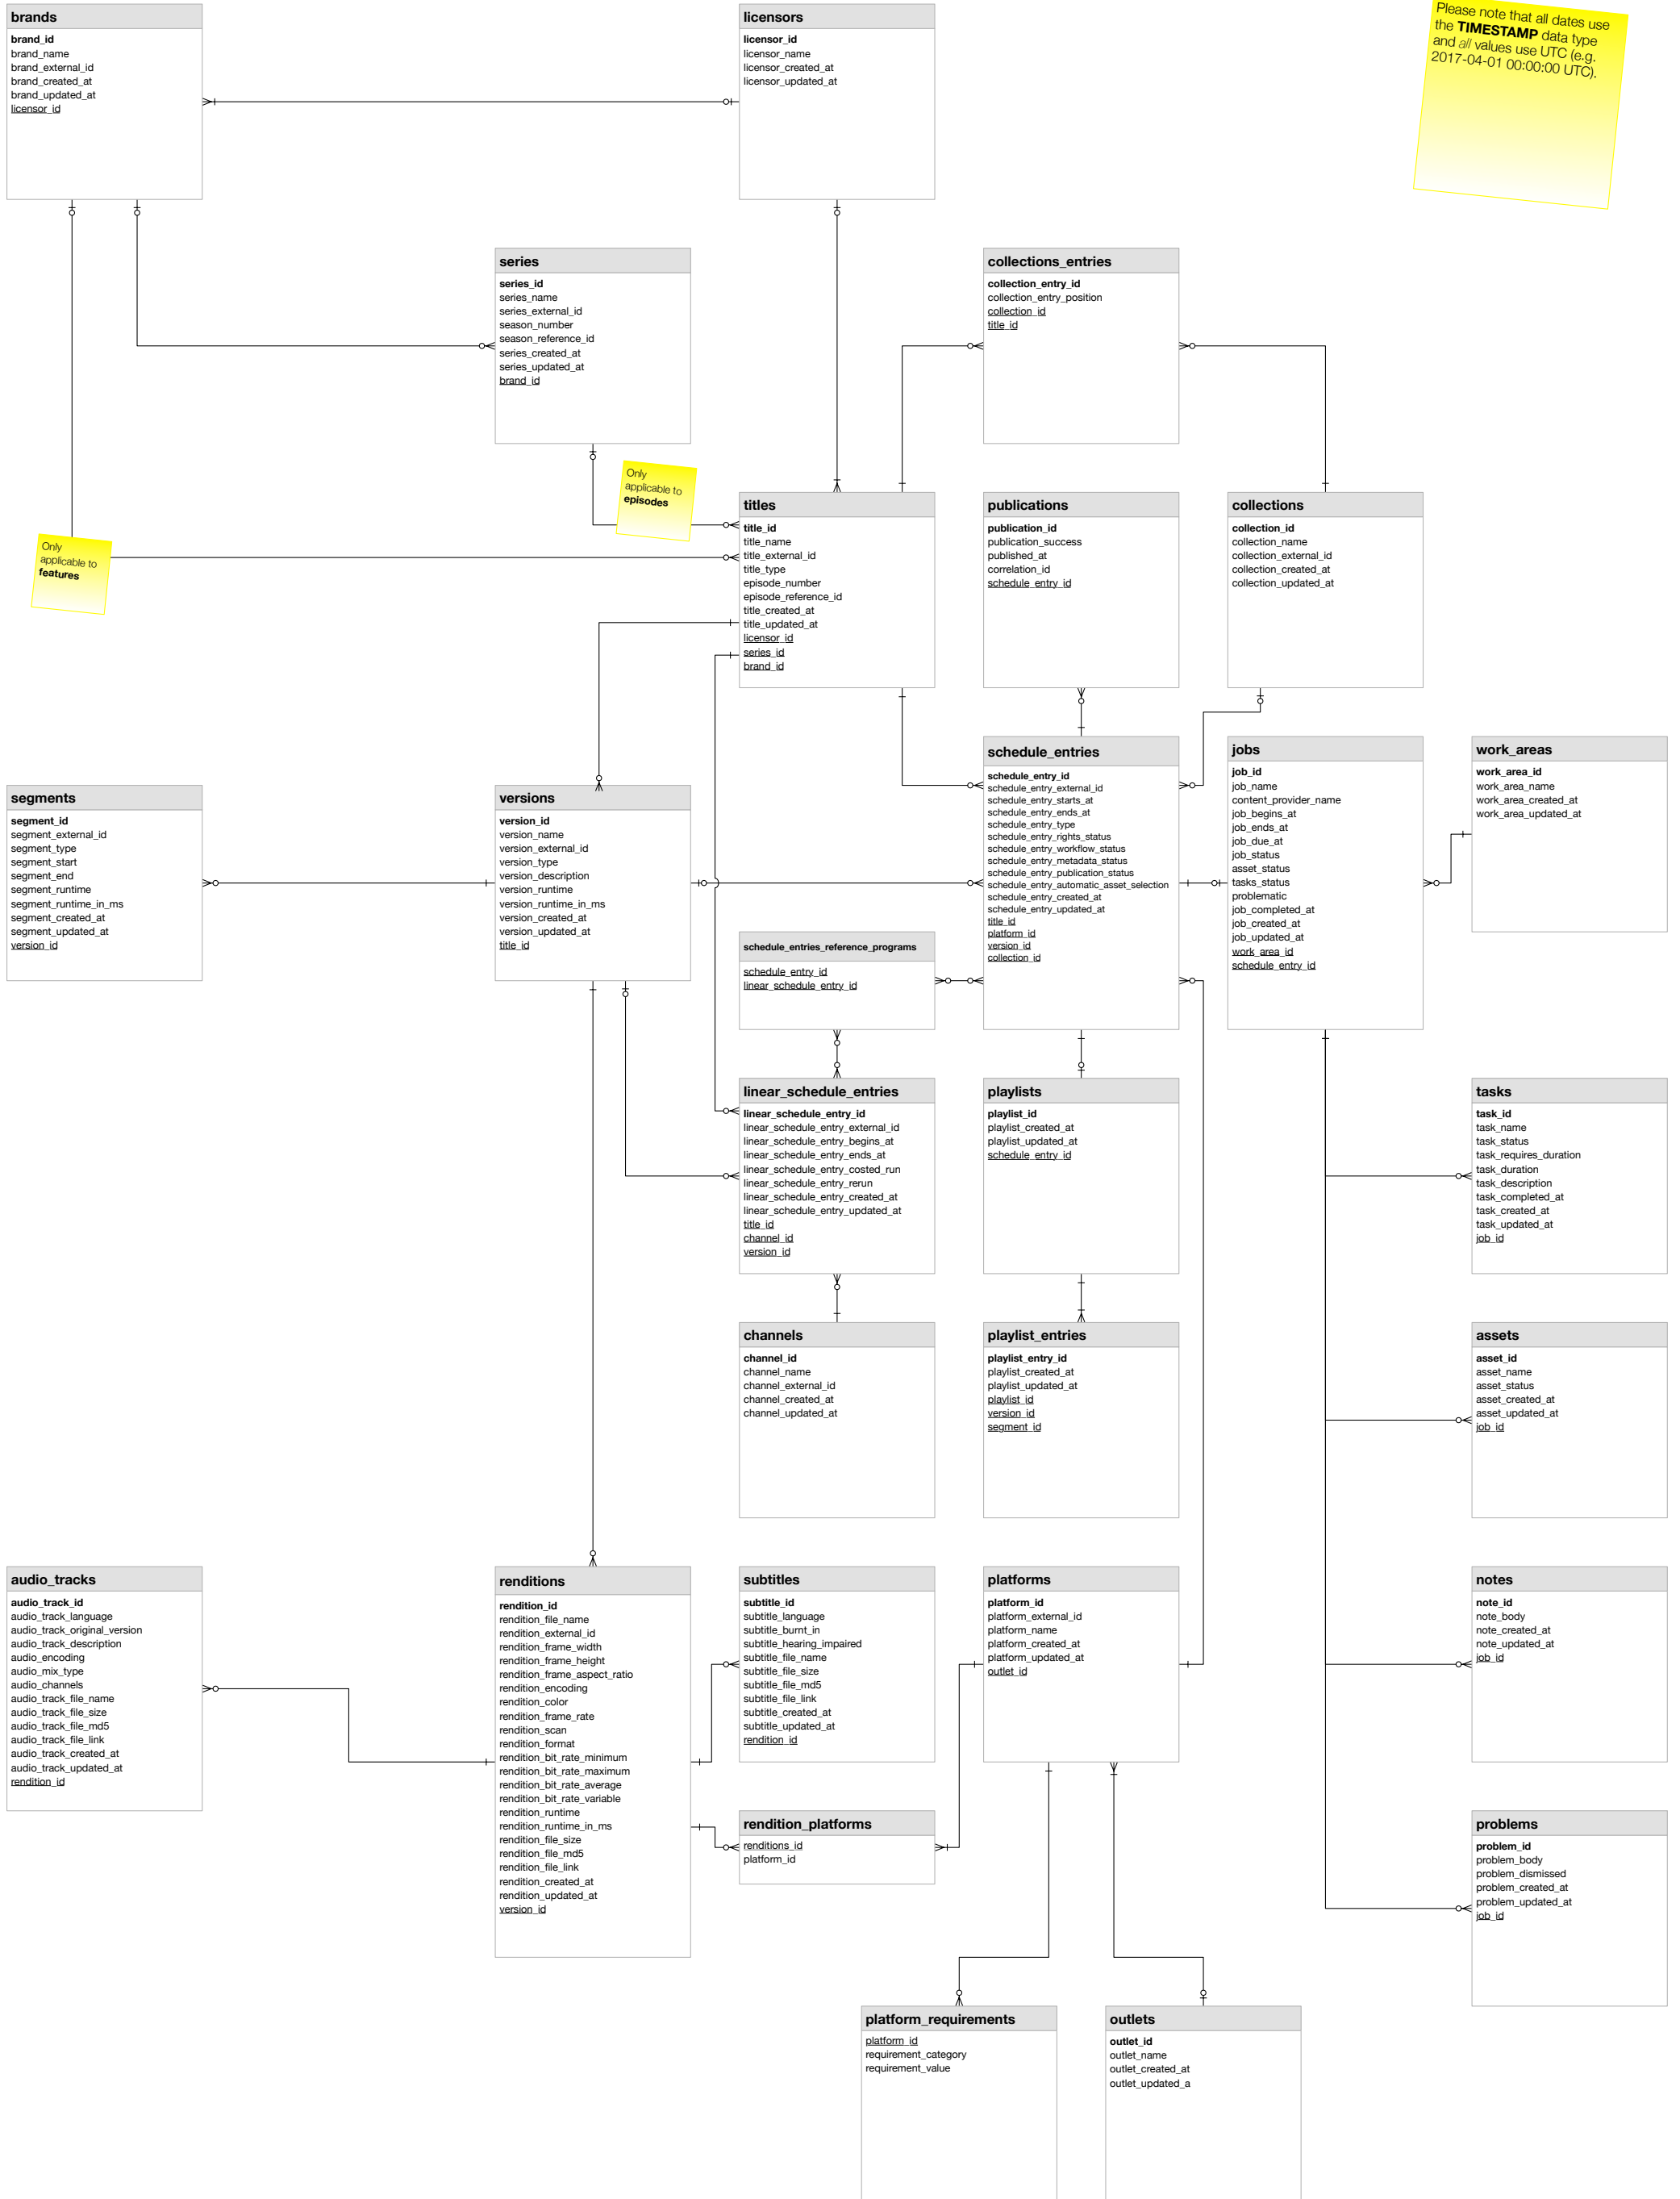 brands
brand_id
brand_name
brand_external_id
brand_created_at
brand_updated_at
licensor_id
licensors
licensor_id
licensor_name
licensor_created_at
licensor_updated_at
Please note that all dates use
the TIMESTAMP data type
and all values use UTC (e.g.
2017-04-01 00:00:00 UTC).
series
series_id
series_name
series_external_id
season_number
season_reference_id
series_created_at
series_updated_at
brand_id
collections_entries
collection_entry_id
collection_entry_position
collection_id
title_id
Only
applicable to
episodes
Only
applicable to
features
titles
title_id
title_name
title_external_id
title_type
episode_number
episode_reference_id
title_created_at
title_updated_at
licensor_id
series_id
brand_id
publications
publication_id
publication_success
published_at
correlation_id
schedule_entry_id
collections
collection_id
collection_name
collection_external_id
collection_created_at
collection_updated_at
segments
segment_id
segment_external_id
segment_type
segment_start
segment_end
segment_runtime
segment_runtime_in_ms
segment_created_at
segment_updated_at
version_id
versions
version_id
version_name
version_external_id
version_type
version_description
version_runtime
version_runtime_in_ms
version_created_at
version_updated_at
title_id
schedule_entries
schedule_entry_id
schedule_entry_external_id
schedule_entry_starts_at
schedule_entry_ends_at
schedule_entry_type
schedule_entry_rights_status
schedule_entry_workflow_status
schedule_entry_metadata_status
schedule_entry_publication_status
schedule_entry_automatic_asset_selection
schedule_entry_created_at
schedule_entry_updated_at
title_id
platform_id
version_id
collection_id
jobs
job_id
job_name
content_provider_name
job_begins_at
job_ends_at
job_due_at
job_status
asset_status
tasks_status
problematic
job_completed_at
job_created_at
job_updated_at
work_area_id
schedule_entry_id
work_areas
work_area_id
work_area_name
work_area_created_at
work_area_updated_at
schedule_entries_reference_programs
schedule_entry_id
linear_schedule_entry_id
linear_schedule_entries
linear_schedule_entry_id
linear_schedule_entry_external_id
linear_schedule_entry_begins_at
linear_schedule_entry_ends_at
linear_schedule_entry_costed_run
linear_schedule_entry_rerun
linear_schedule_entry_created_at
linear_schedule_entry_updated_at
title_id
channel_id
version_id
playlists
playlist_id
playlist_created_at
playlist_updated_at
schedule_entry_id
tasks
task_id
task_name
task_status
task_requires_duration
task_duration
task_description
task_completed_at
task_created_at
task_updated_at
job_id
channels
channel_id
channel_name
channel_external_id
channel_created_at
channel_updated_at
playlist_entries
playlist_entry_id
playlist_created_at
playlist_updated_at
playlist_id
version_id
segment_id
assets
asset_id
asset_name
asset_status
asset_created_at
asset_updated_at
job_id
audio_tracks
audio_track_id
audio_track_language
audio_track_original_version
audio_track_description
audio_encoding
audio_mix_type
audio_channels
audio_track_file_name
audio_track_file_size
audio_track_file_md5
audio_track_file_link
audio_track_created_at
audio_track_updated_at
rendition_id
renditions
rendition_id
rendition_file_name
rendition_external_id
rendition_frame_width
rendition_frame_height
rendition_frame_aspect_ratio
rendition_encoding
rendition_color
rendition_frame_rate
rendition_scan
rendition_format
rendition_bit_rate_minimum
rendition_bit_rate_maximum
rendition_bit_rate_average
rendition_bit_rate_variable
rendition_runtime
rendition_runtime_in_ms
rendition_file_size
rendition_file_md5
rendition_file_link
rendition_created_at
rendition_updated_at
version_id
subtitles
subtitle_id
subtitle_language
subtitle_burnt_in
subtitle_hearing_impaired
subtitle_file_name
subtitle_file_size
subtitle_file_md5
subtitle_file_link
subtitle_created_at
subtitle_updated_at
rendition_id
platforms
platform_id
platform_external_id
platform_name
platform_created_at
platform_updated_at
outlet_id
notes
note_id
note_body
note_created_at
note_updated_at
job_id
rendition_platforms
renditions_id
platform_id
problems
problem_id
problem_body
problem_dismissed
problem_created_at
problem_updated_at
job_id
platform_requirements
platform_id
requirement_category
requirement_value
outlets
outlet_id
outlet_name
outlet_created_at
outlet_updated_a